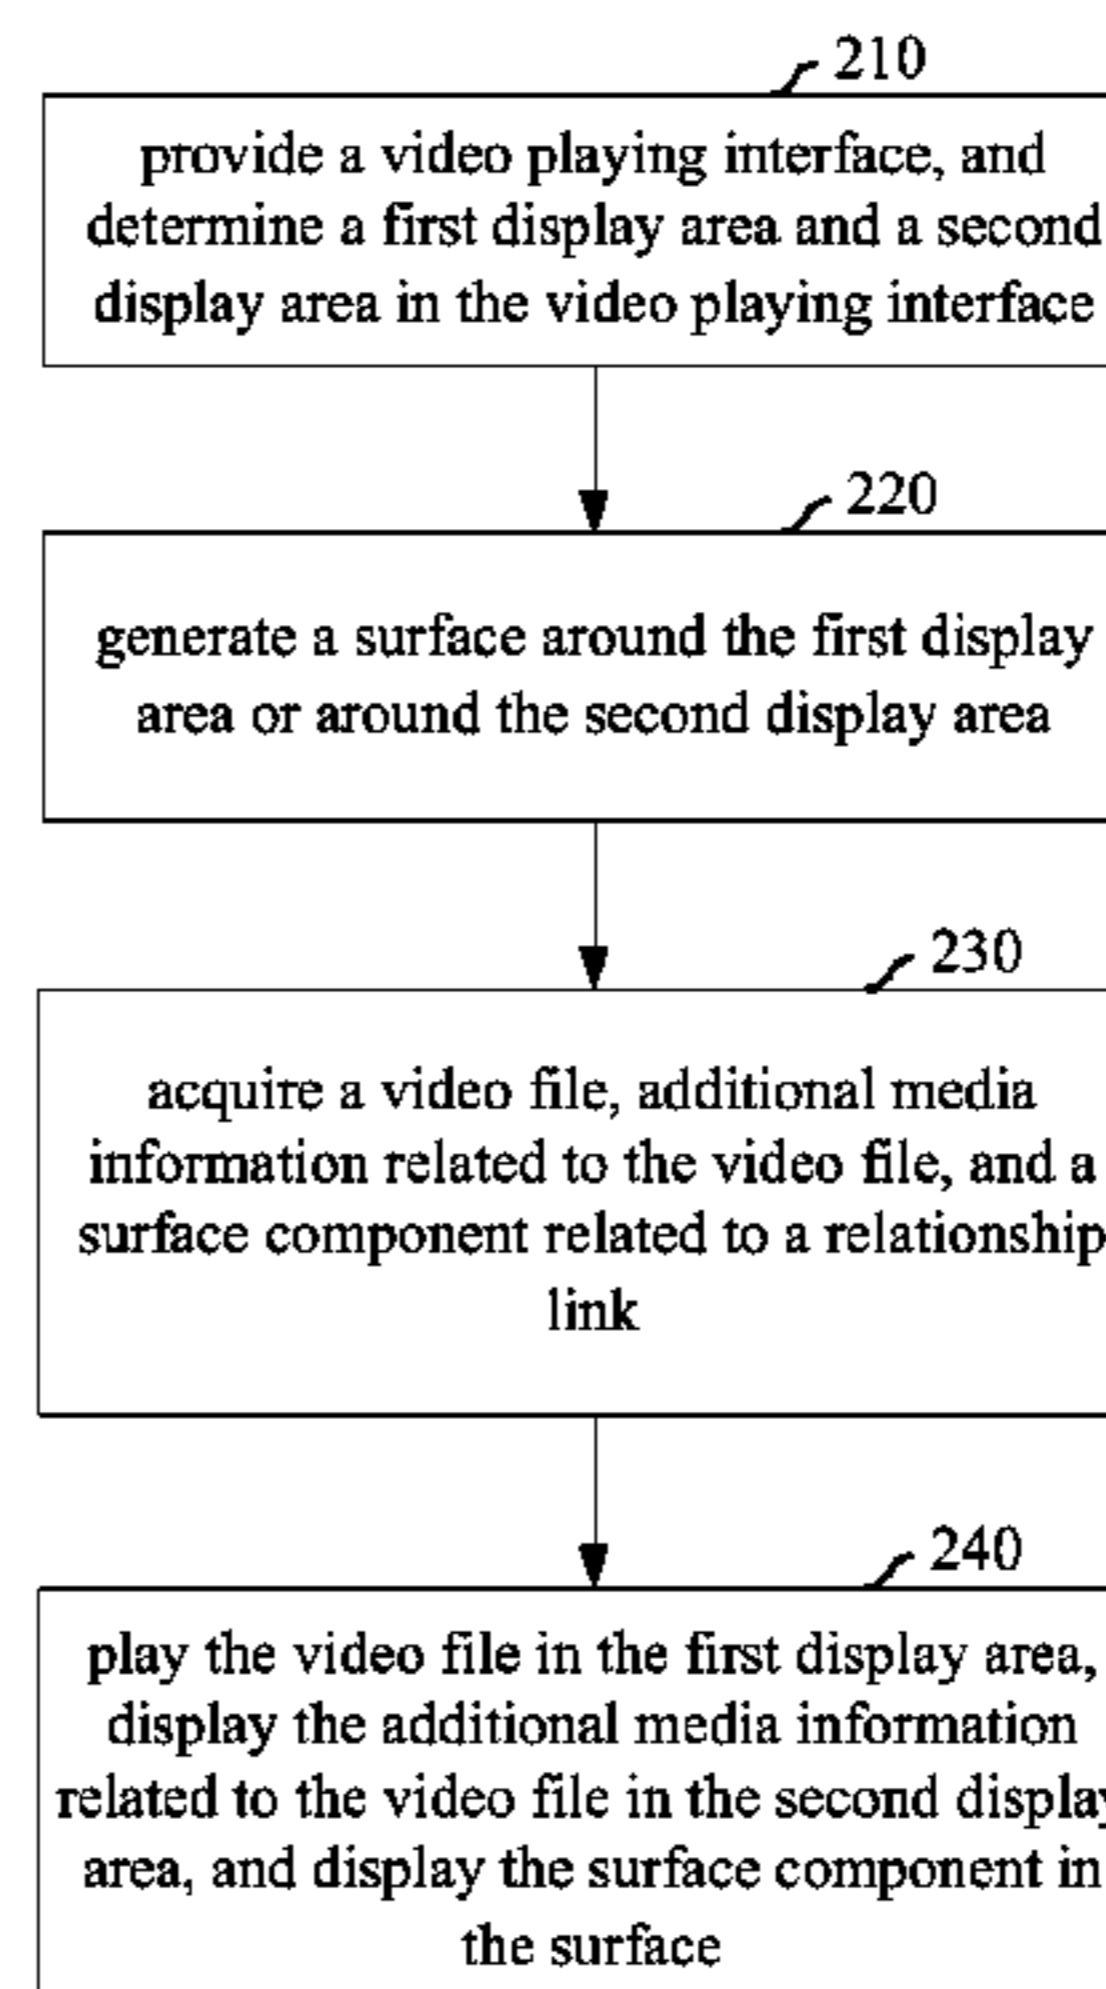 210
provide a video playing interface, and
determine a first display area and a second
display area in the video playing interface
220
generate a surface around the first display
area or around the second display area
230
acquire a video file, additional media
information related to the video file, and a
surface component related to a relationship
link
240
play the video file in the first display area,
display the additional media information
related to the video file in the second display
area, and display the surface component in
the surface